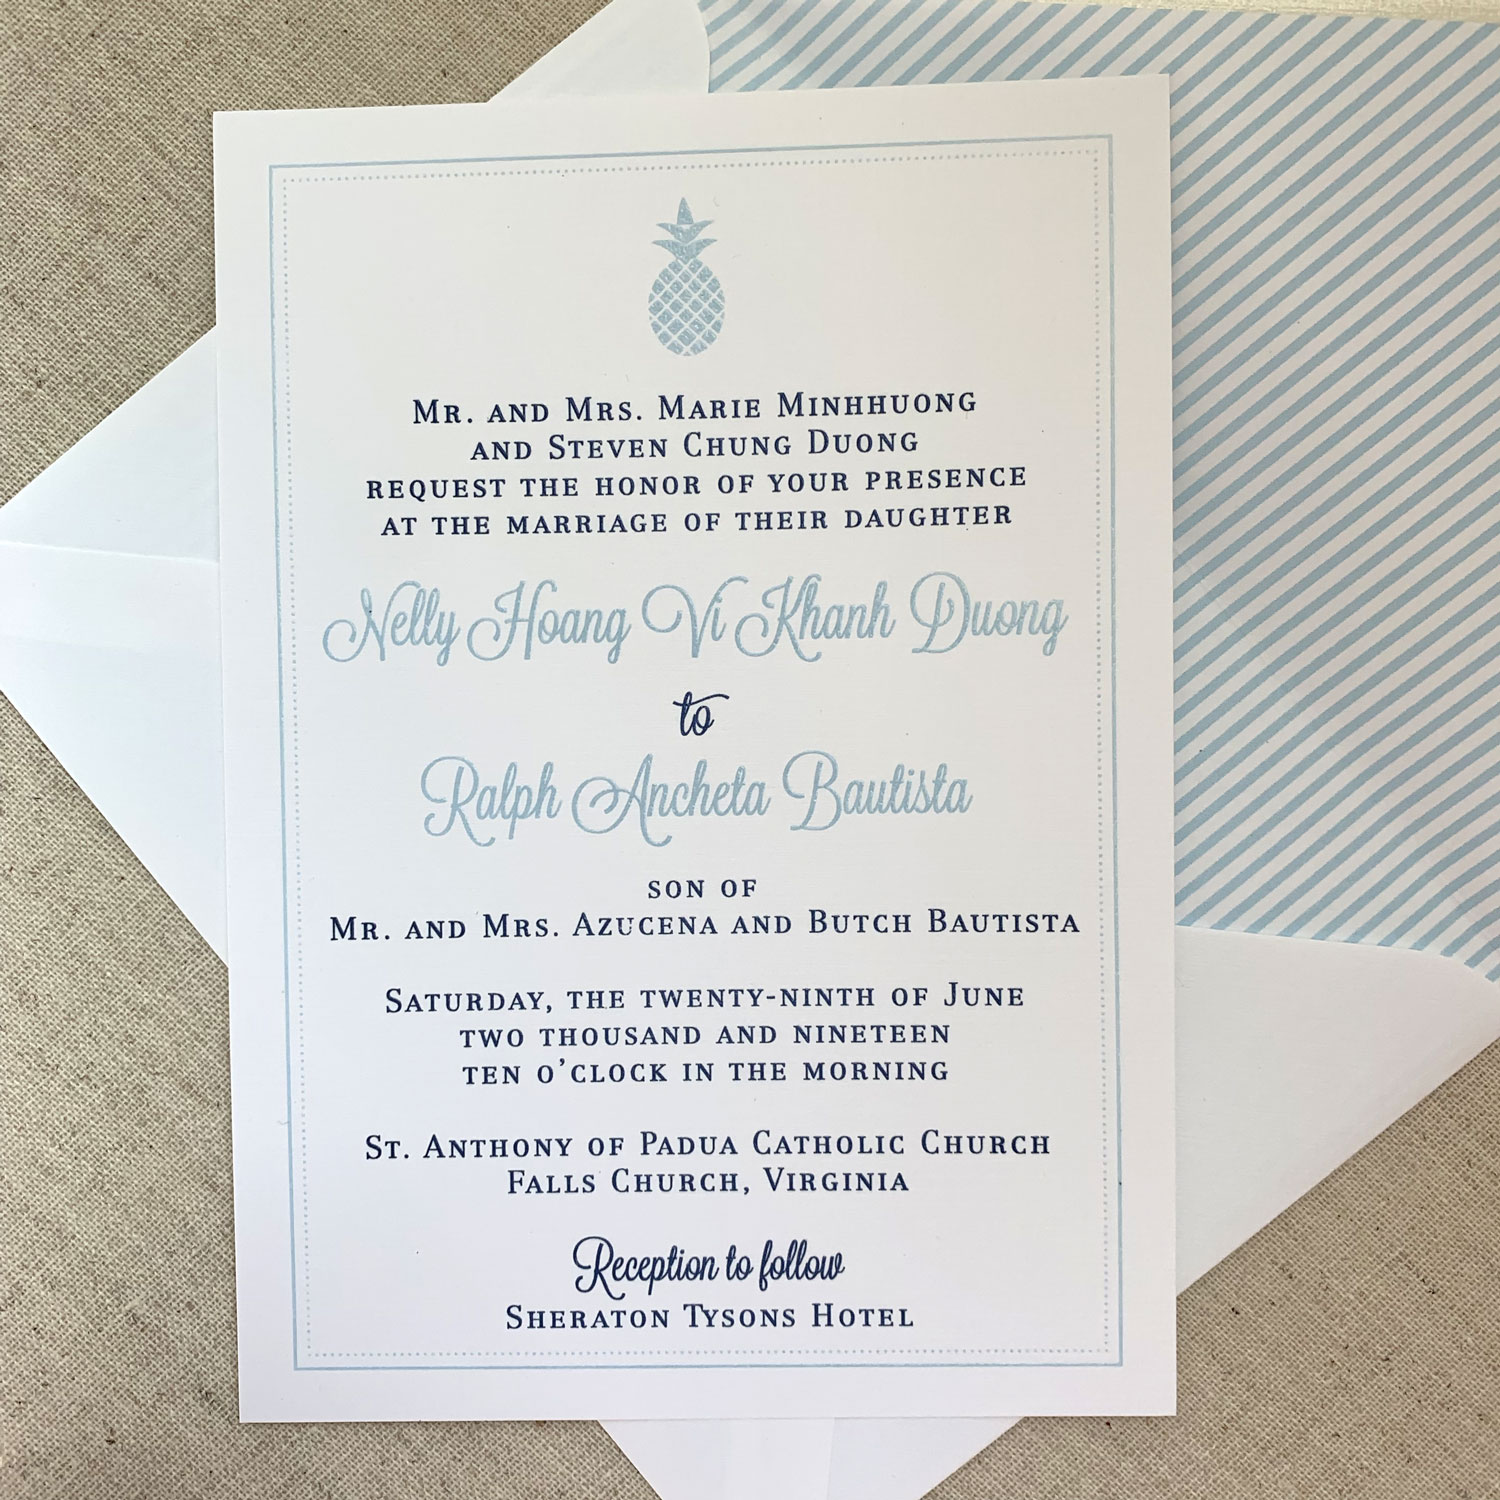 Mr. and Mrs. Marie Minhhuong
and Steven Chung Duong
request the honor of your presence
at the marriage of their daughter
Nelly Hoang Vi Khanh Duong
to
Ralph Ancheta Bautista
son of
Mr. and Mrs. Azucena and Butch Bautista
Saturday, the twenty-ninth of June
two thousand and nineteen
ten o'clock in the morning
St. Anthony of Padua Catholic Church
Falls Church, Virginia
Reception to follow
Sheraton Tysons Hotel